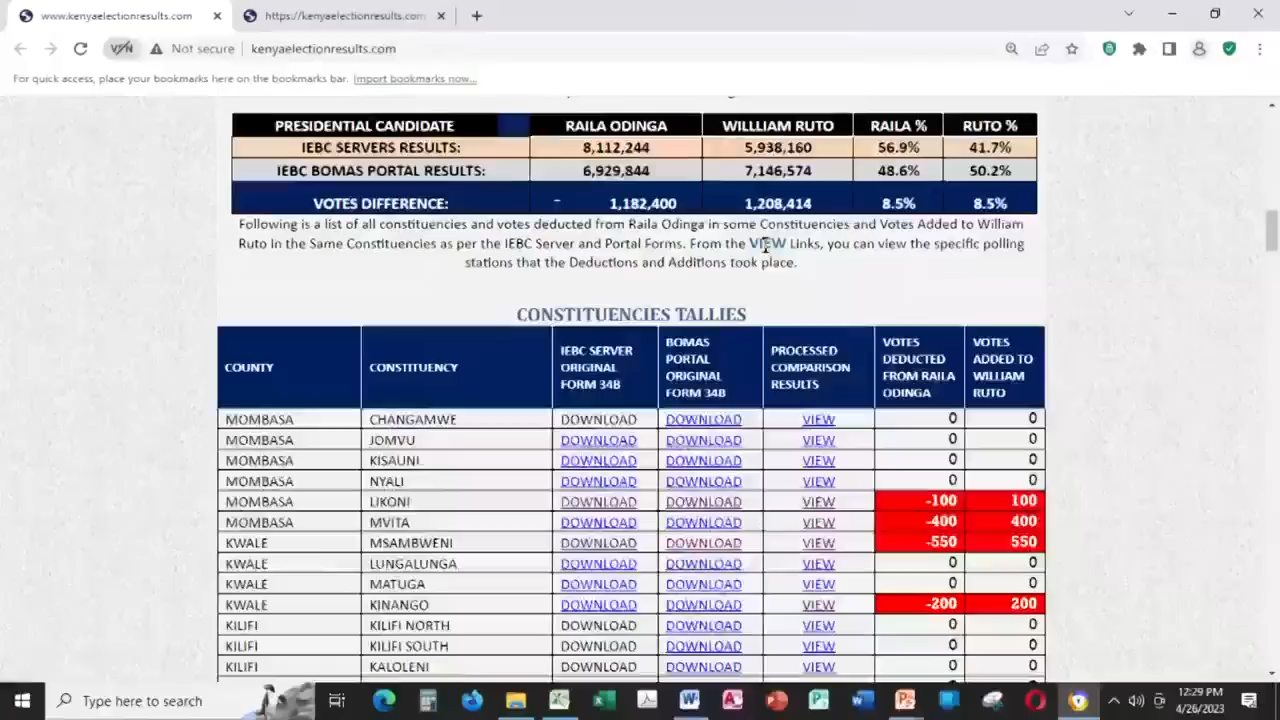 www.kenyaelectionresults.com
https://kenyaelectionresults.com
Not secure
kenyaelectionresults.com
For quick access, place your bookmarks here on the bookmarks bar. Import bookmarks now...
PRESIDENTIAL CANDIDATE RAILA ODINGA WILLLIAM RUTO RAILA % RUTO %
IEBC SERVERS RESULTS: 8,112,244 5,938,160 56.9% 41.7%
IEBC BOMAS PORTAL RESULTS: 6,929,844 7,146,574 48.6% 50.2%
VOTES DIFFERENCE: - 1,182,400 1,208,414 8.5% 8.5%
Following is a list of all constituencies and votes deducted from Raila Odinga in some Constituencies and Votes Added to William
Ruto in the Same Constituencies as per the IEBC Server and Portal Forms. From the VIEW Links, you can view the specific polling
stations that the Deductions and Additions took place.
CONSTITUENCIES TALLIES
COUNTY CONSTITUENCY IEBC SERVER ORIGINAL FORM 34B BOMAS PORTAL ORIGINAL FORM 34B PROCESSED COMPARISON RESULTS VOTES DEDUCTED FROM RAILA ODINGA VOTES ADDED TO WILLIAM RUTO
MOMBASA CHANGAMWE DOWNLOAD DOWNLOAD VIEW 0 0
MOMBASA JOMVU DOWNLOAD DOWNLOAD VIEW 0 0
MOMBASA KISAUNI DOWNLOAD DOWNLOAD VIEW 0 0
MOMBASA NYALI DOWNLOAD DOWNLOAD VIEW 0 0
MOMBASA LIKONI DOWNLOAD DOWNLOAD VIEW -100 100
MOMBASA MVITA DOWNLOAD DOWNLOAD VIEW -400 400
KWALE MSAMBWENI DOWNLOAD DOWNLOAD VIEW -550 550
KWALE LUNGALUNGA DOWNLOAD DOWNLOAD VIEW 0 0
KWALE MATUGA DOWNLOAD DOWNLOAD VIEW 0 0
KWALE KINANGO DOWNLOAD DOWNLOAD VIEW -200 200
KILIFI KILIFI NORTH DOWNLOAD DOWNLOAD VIEW 0 0
KILIFI KILIFI SOUTH DOWNLOAD DOWNLOAD VIEW 0 0
KILIFI KALOLENI DOWNLOAD DOWNLOAD VIEW 0 0
Type here to search
12:29 PM
4/26/2023